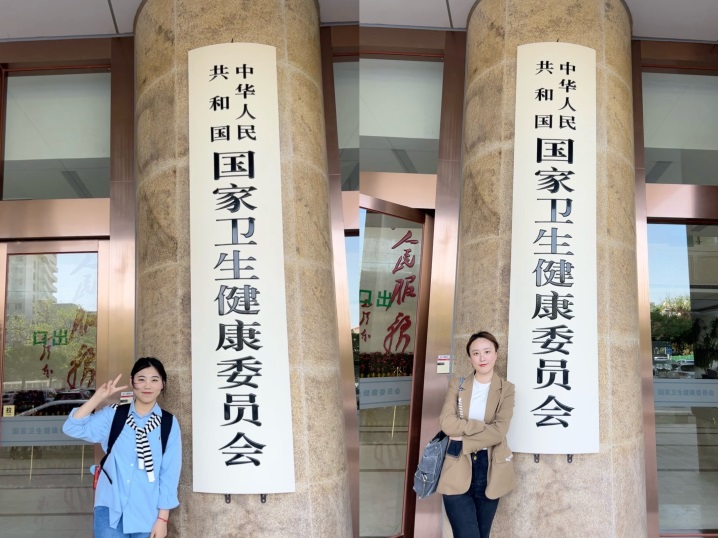 中华人民
共和国
国家卫生健康委员会
出口
中华人民
共和国
国家卫生健康委员会
人民服务
出口